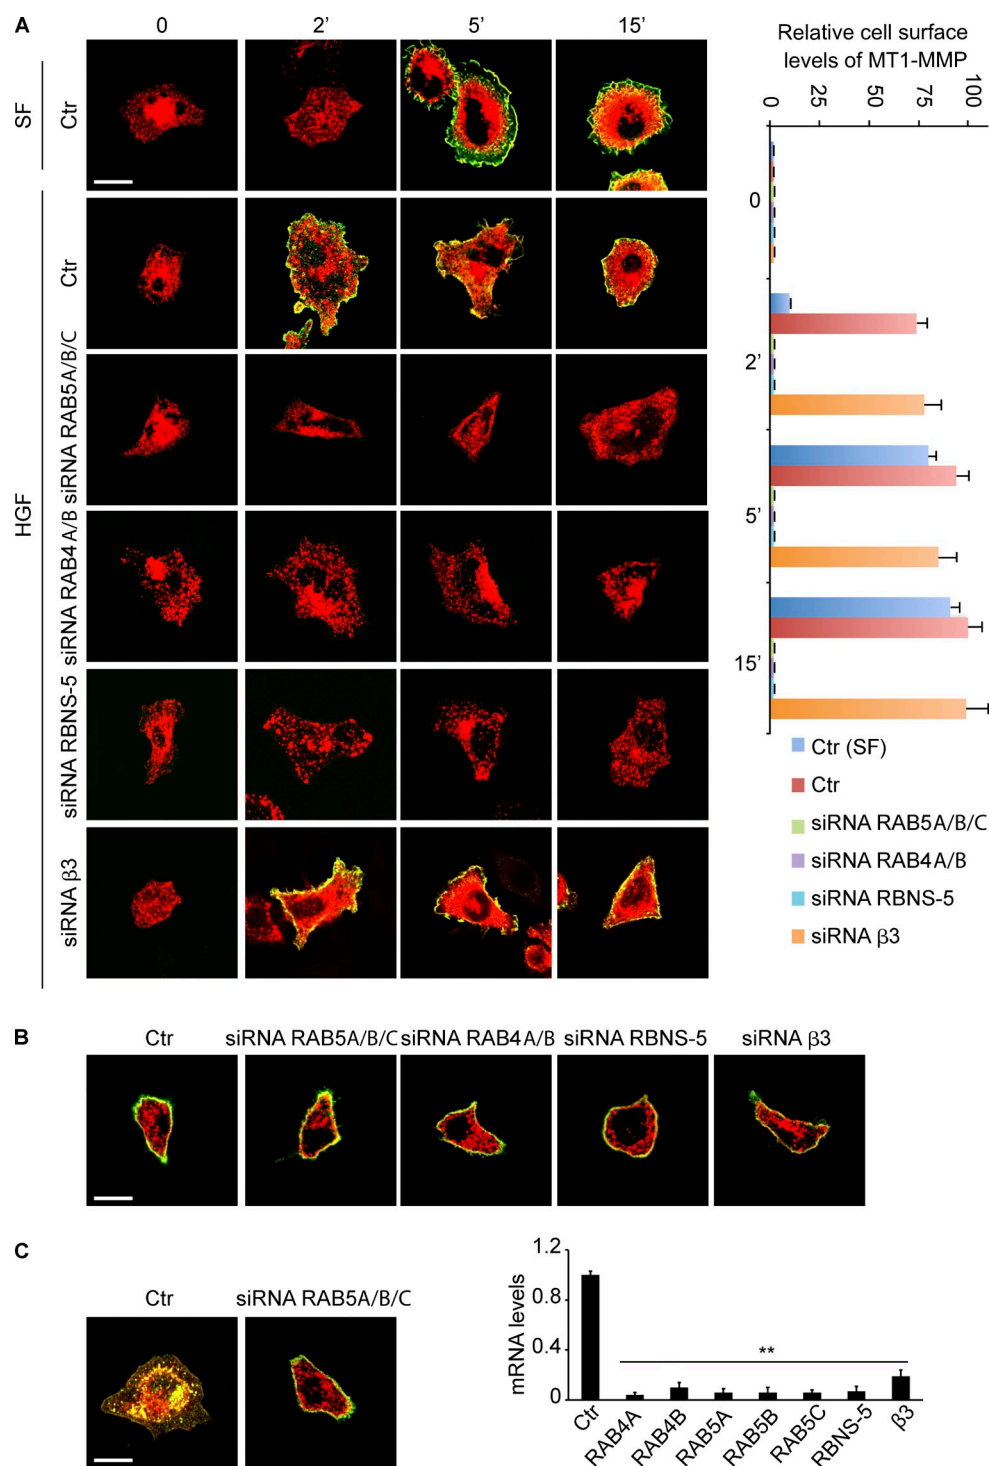 A
0
2’
5’
15’
SF
Ctr
HGF
Ctr
siRNA RAB5A/B/C
siRNA RAB4A/B
siRNA RBNS-5
siRNA β3
Relative cell surface
levels of MT1-MMP
0
25
50
75
100
0
2’
5’
15’
Ctr (SF)
Ctr
siRNA RAB5A/B/C
siRNA RAB4A/B
siRNA RBNS-5
siRNA β3
B
Ctr
siRNA RAB5A/B/C
siRNA RAB4A/B
siRNA RBNS-5
siRNA β3
C
Ctr
siRNA RAB5A/B/C
mRNA levels
1.2
0.8
0.4
0
**
Ctr
RAB4A
RAB4B
RAB5A
RAB5B
RAB5C
RBNS-5
β3